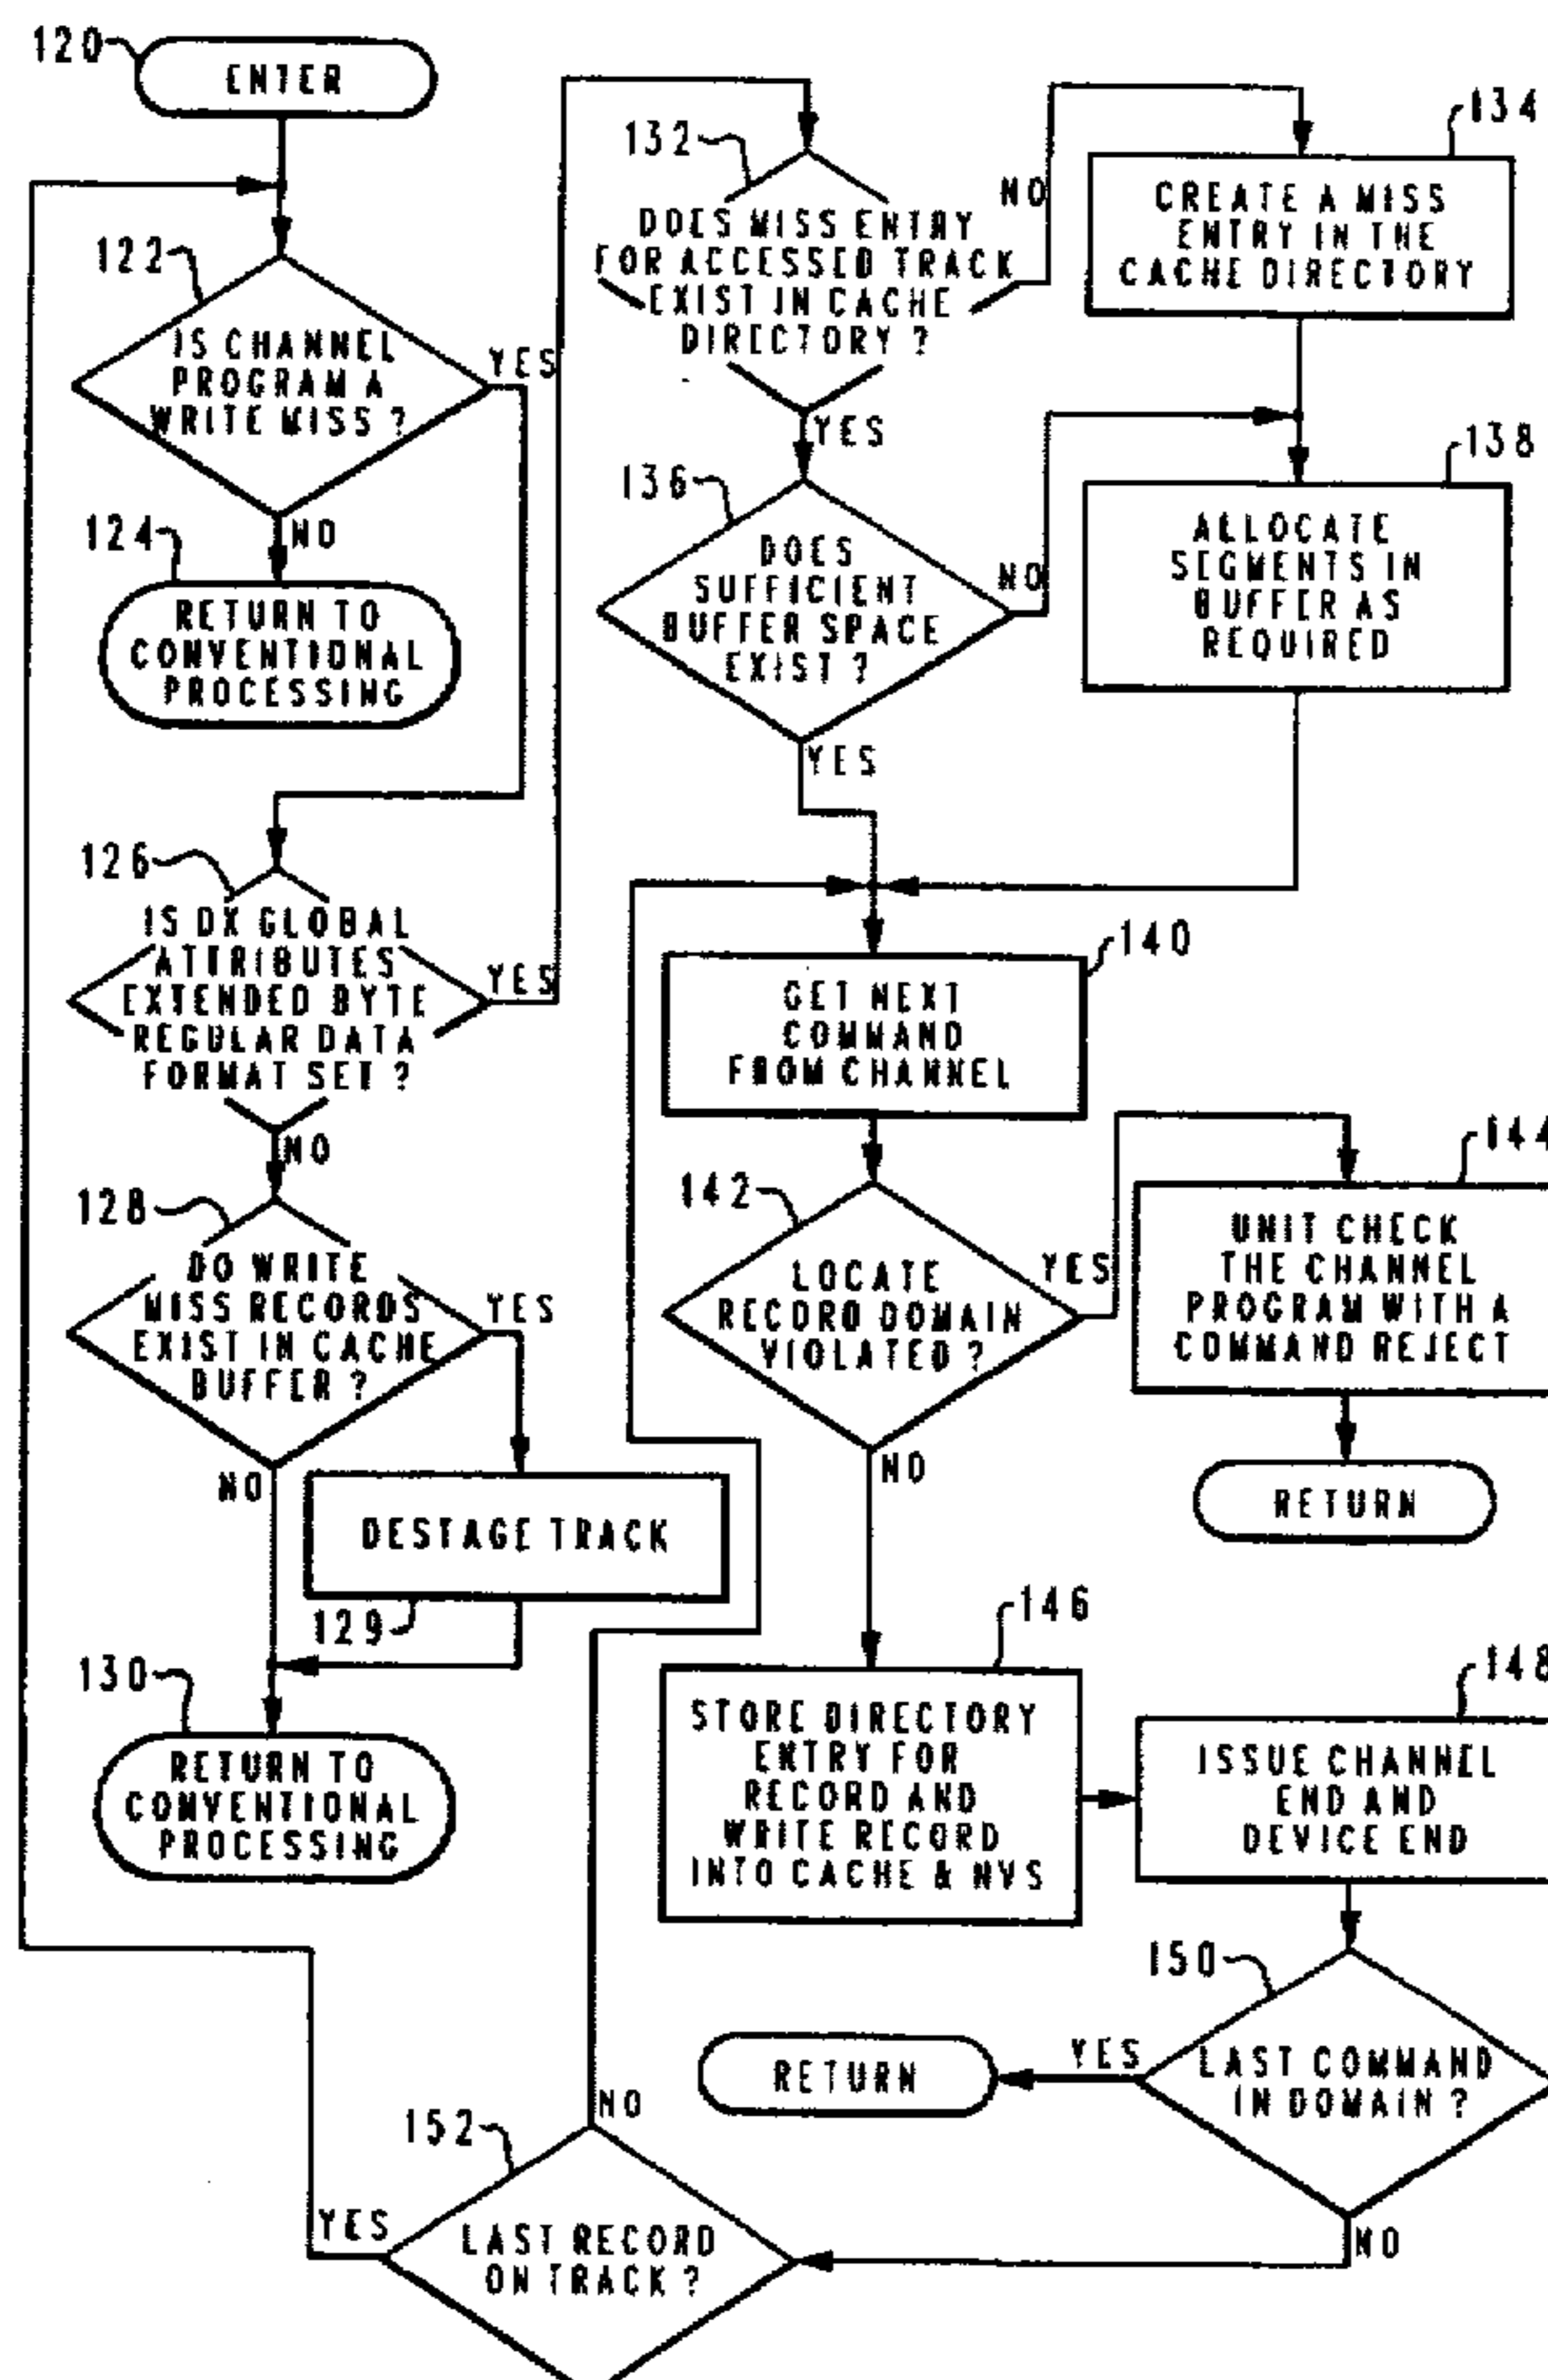 120
ENTER
122
IS CHANNEL
PROGRAM A
WRITE MISS ?
YES
NO
124
RETURN TO
CONVENTIONAL
PROCESSING
126
IS DX GLOBAL
ATTRIBUTES
EXTENDED BYTE
REGULAR DATA
FORMAT SET ?
YES
NO
128
DO WRITE
MISS RECORDS
EXIST IN CACHE
BUFFER ?
YES
NO
DESTAGE TRACK
129
130
RETURN TO
CONVENTIONAL
PROCESSING
132
DOES MISS ENTRY
FOR ACCESSED TRACK
EXIST IN CACHE
DIRECTORY ?
NO
YES
134
CREATE A MISS
ENTRY IN THE
CACHE DIRECTORY
136
DOES
SUFFICIENT
BUFFER SPACE
EXIST ?
NO
YES
138
ALLOCATE
SEGMENTS IN
BUFFER AS
REQUIRED
140
GET NEXT
COMMAND
FROM CHANNEL
142
LOCATE
RECORD DOMAIN
VIOLATED ?
YES
NO
144
UNIT CHECK
THE CHANNEL
PROGRAM WITH A
COMMAND REJECT
RETURN
146
STORE DIRECTORY
ENTRY FOR
RECORD AND
WRITE RECORD
INTO CACHE & NVS
148
ISSUE CHANNEL
END AND
DEVICE END
150
LAST COMMAND
IN DOMAIN ?
YES
RETURN
NO
152
LAST RECORD
ON TRACK ?
NO
YES